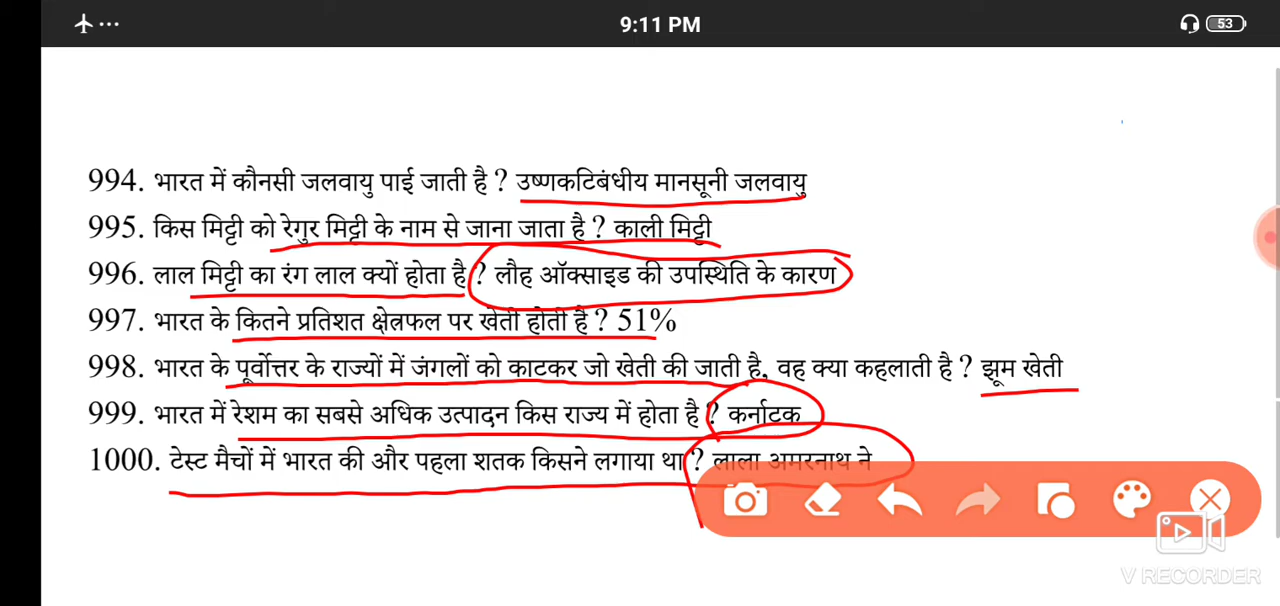 9:11 PM
53
994. भारत में कौनसी जलवायु पाई जाती है ? उष्णकटिबंधीय मानसूनी जलवायु
995. किस मिट्टी को रेगुर मिट्टी के नाम से जाना जाता है ? काली मिट्टी
996. लाल मिट्टी का रंग लाल क्यों होता है ? लौह ऑक्साइड की उपस्थिति के कारण
997. भारत के कितने प्रतिशत क्षेत्रफल पर खेती होती है ? 51%
998. भारत के पूर्वोत्तर के राज्यों में जंगलों को काटकर जो खेती की जाती है, वह क्या कहलाती है ? झूम खेती
999. भारत में रेशम का सबसे अधिक उत्पादन किस राज्य में होता है ? कर्नाटक
1000. टेस्ट मैचों में भारत की और पहला शतक किसने लगाया था ? लाला अमरनाथ ने
V RECORDER